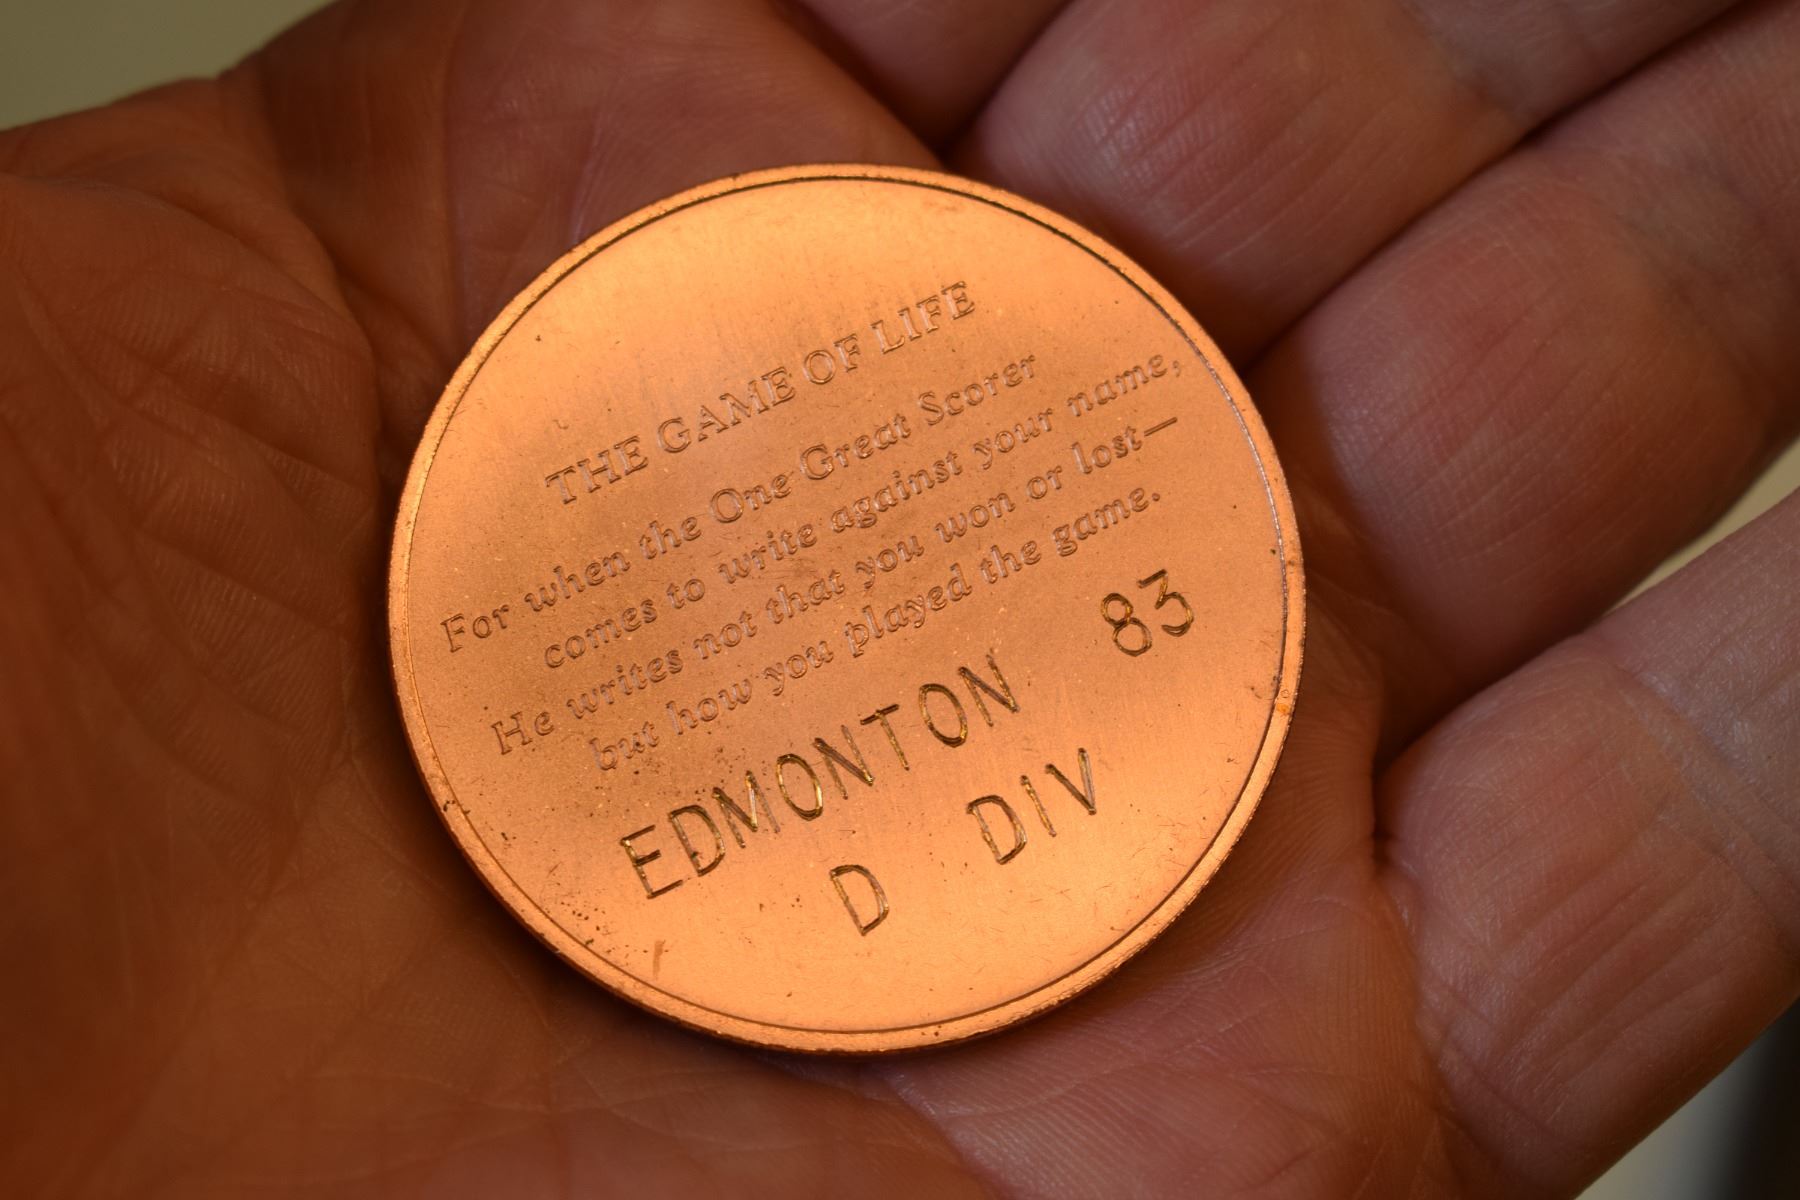 THE GAME OF LIFE
For when the One Great Scorer
comes to write against your name,
He writes not that you won or lost—
but how you played the game.
EDMONTON 83
D DIV